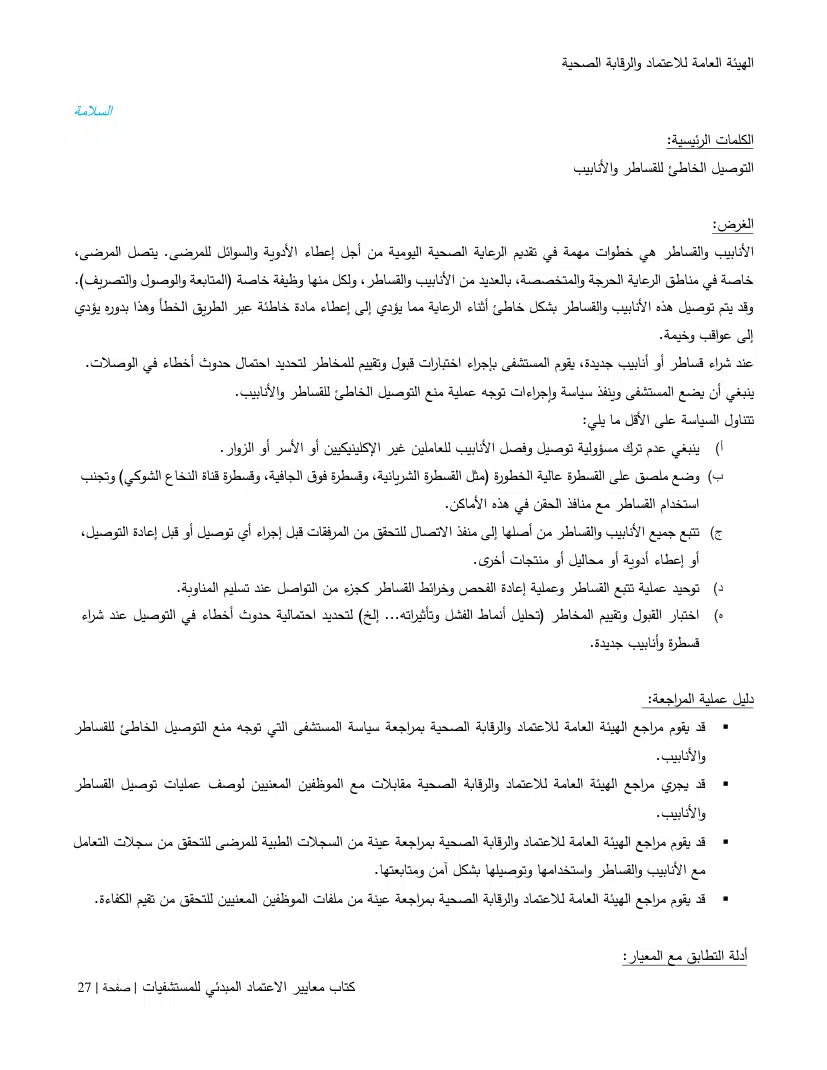 الهيئة العامة للاعتماد والرقابة الصحية
السلامة
الكلمات الرئيسية:
التوصيل الخاطئ للقساطر والأنابيب
الغرض:
الأنابيب والقساطر هي خطوات مهمة في تقديم الرعاية الصحية اليومية من أجل إعطاء الأدوية والسوائل للمرضى. يتصل المرضى،
خاصة في مناطق الرعاية الحرجة والمتخصصة، بالعديد من الأنابيب والقساطر، ولكل منها وظيفة خاصة (المتابعة والوصول والتصريف).
وقد يتم توصيل هذه الأنابيب والقساطر بشكل خاطئ أثناء الرعاية مما يؤدي إلى إعطاء مادة خاطئة عبر الطريق الخطأ وهذا بدوره يؤدي
إلى عواقب وخيمة.
عند شراء قساطر أو أنابيب جديدة، يقوم المستشفى بإجراء اختبارات قبول وتقييم للمخاطر لتحديد احتمال حدوث أخطاء في الوصلات.
ينبغي أن يضع المستشفى وينفذ سياسة وإجراءات توجه عملية منع التوصيل الخاطئ للقساطر والأنابيب.
تتناول السياسة على الأقل ما يلي:
أ) ينبغي عدم ترك مسؤولية توصيل وفصل الأنابيب للعاملين غير الإكلينيكيين أو الأسر أو الزوار.
ب) وضع ملصق على القسطرة عالية الخطورة (مثل القسطرة الشريانية، وقسطرة فوق الجافية، وقسطرة قناة النخاع الشوكي) وتجنب
استخدام القساطر مع منافذ الحقن في هذه الأماكن.
ج) تتبع جميع الأنابيب والقساطر من أصلها إلى منفذ الاتصال للتحقق من المرفقات قبل إجراء أي توصيل أو قبل إعادة التوصيل،
أو إعطاء أدوية أو محاليل أو منتجات أخرى.
د) توحيد عملية تتبع القساطر وعملية إعادة الفحص وخرائط القساطر كجزء من التواصل عند تسليم المناوبة.
ه) اختبار القبول وتقييم المخاطر (تحليل أنماط الفشل وتأثيراته... إلخ) لتحديد احتمالية حدوث أخطاء في التوصيل عند شراء
قسطرة وأنابيب جديدة.
دليل عملية المراجعة:
▪ قد يقوم مراجع الهيئة العامة للاعتماد والرقابة الصحية بمراجعة سياسة المستشفى التي توجه منع التوصيل الخاطئ للقساطر
والأنابيب.
▪ قد يجري مراجع الهيئة العامة للاعتماد والرقابة الصحية مقابلات مع الموظفين المعنيين لوصف عمليات توصيل القساطر
والأنابيب.
▪ قد يقوم مراجع الهيئة العامة للاعتماد والرقابة الصحية بمراجعة عينة من السجلات الطبية للمرضى للتحقق من سجلات التعامل
مع الأنابيب والقساطر واستخدامها وتوصيلها بشكل آمن ومتابعتها.
▪ قد يقوم مراجع الهيئة العامة للاعتماد والرقابة الصحية بمراجعة عينة من ملفات الموظفين المعنيين للتحقق من تقيم الكفاءة.
أدلة التطابق مع المعيار:
كتاب معايير الاعتماد المبدئي للمستشفيات | صفحة | 27